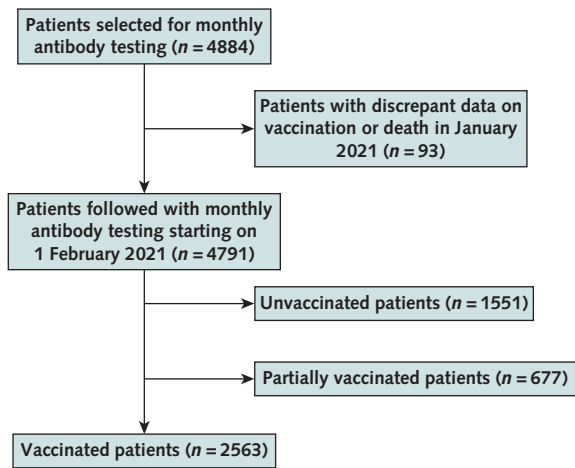 Patients selected for monthly
antibody testing (n = 4884)
Patients with discrepant data on
vaccination or death in January
2021 (n = 93)
Patients followed with monthly
antibody testing starting on
1 February 2021 (n = 4791)
Unvaccinated patients (n = 1551)
Partially vaccinated patients (n = 677)
Vaccinated patients (n = 2563)